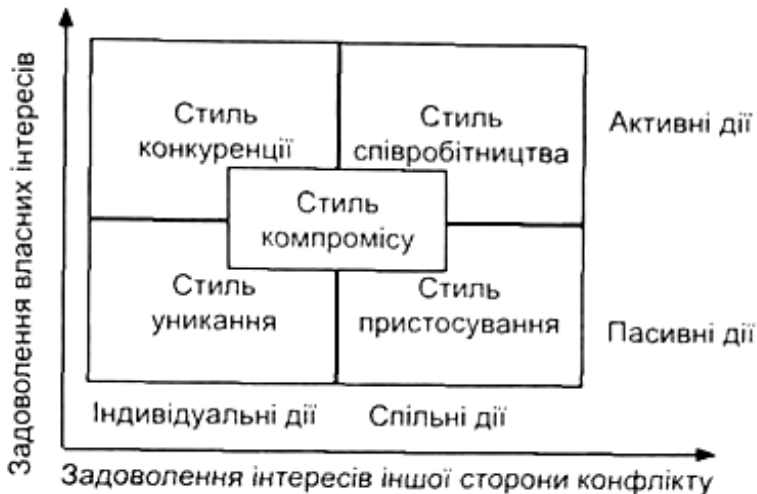 Задоволення власних інтересів
Стиль
конкуренції
Стиль
співробітництва
Активні дії
Стиль
компромісу
Стиль
уникання
Стиль
пристосування
Пасивні дії
Індивідуальні дії
Спільні дії
Задоволення інтересів іншої сторони конфлікту